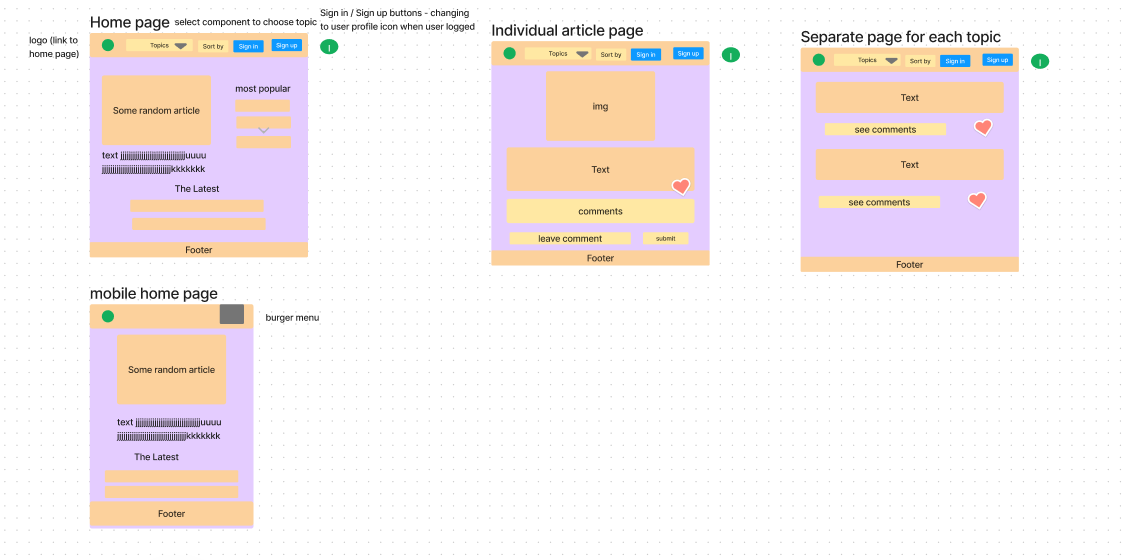 Home page
select component to choose topic
Sign in / Sign up buttons - changing
to user profile icon when user logged
logo (link to
home page)
Topics
Sort by
Sign in
Sign up
I
Some random article
most popular
text jjjjjjjjjjjjjjjjjjjjjjjjjjjjjjjjjuuuu
jjjjjjjjjjjjjjjjjjjjjjjjjjjjjjjjjjjkkkkkkk
The Latest
Footer
Individual article page
Topics
Sort by
Sign in
Sign up
I
img
Text
comments
leave comment
submit
Footer
Separate page for each topic
Topics
Sort by
Sign in
Sign up
I
Text
see comments
Text
see comments
Footer
mobile home page
burger menu
Some random article
text jjjjjjjjjjjjjjjjjjjjjjjjjjjjjjjjjuuuu
jjjjjjjjjjjjjjjjjjjjjjjjjjjjjjjjjjjkkkkkkk
The Latest
Footer